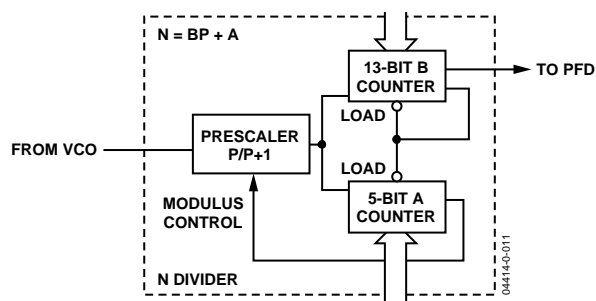 N = BP + A
13-BIT B
COUNTER
TO PFD
LOAD
PRESCALER
P/P+1
FROM VCO
LOAD
MODULUS
CONTROL
5-BIT A
COUNTER
N DIVIDER
04414-0-011